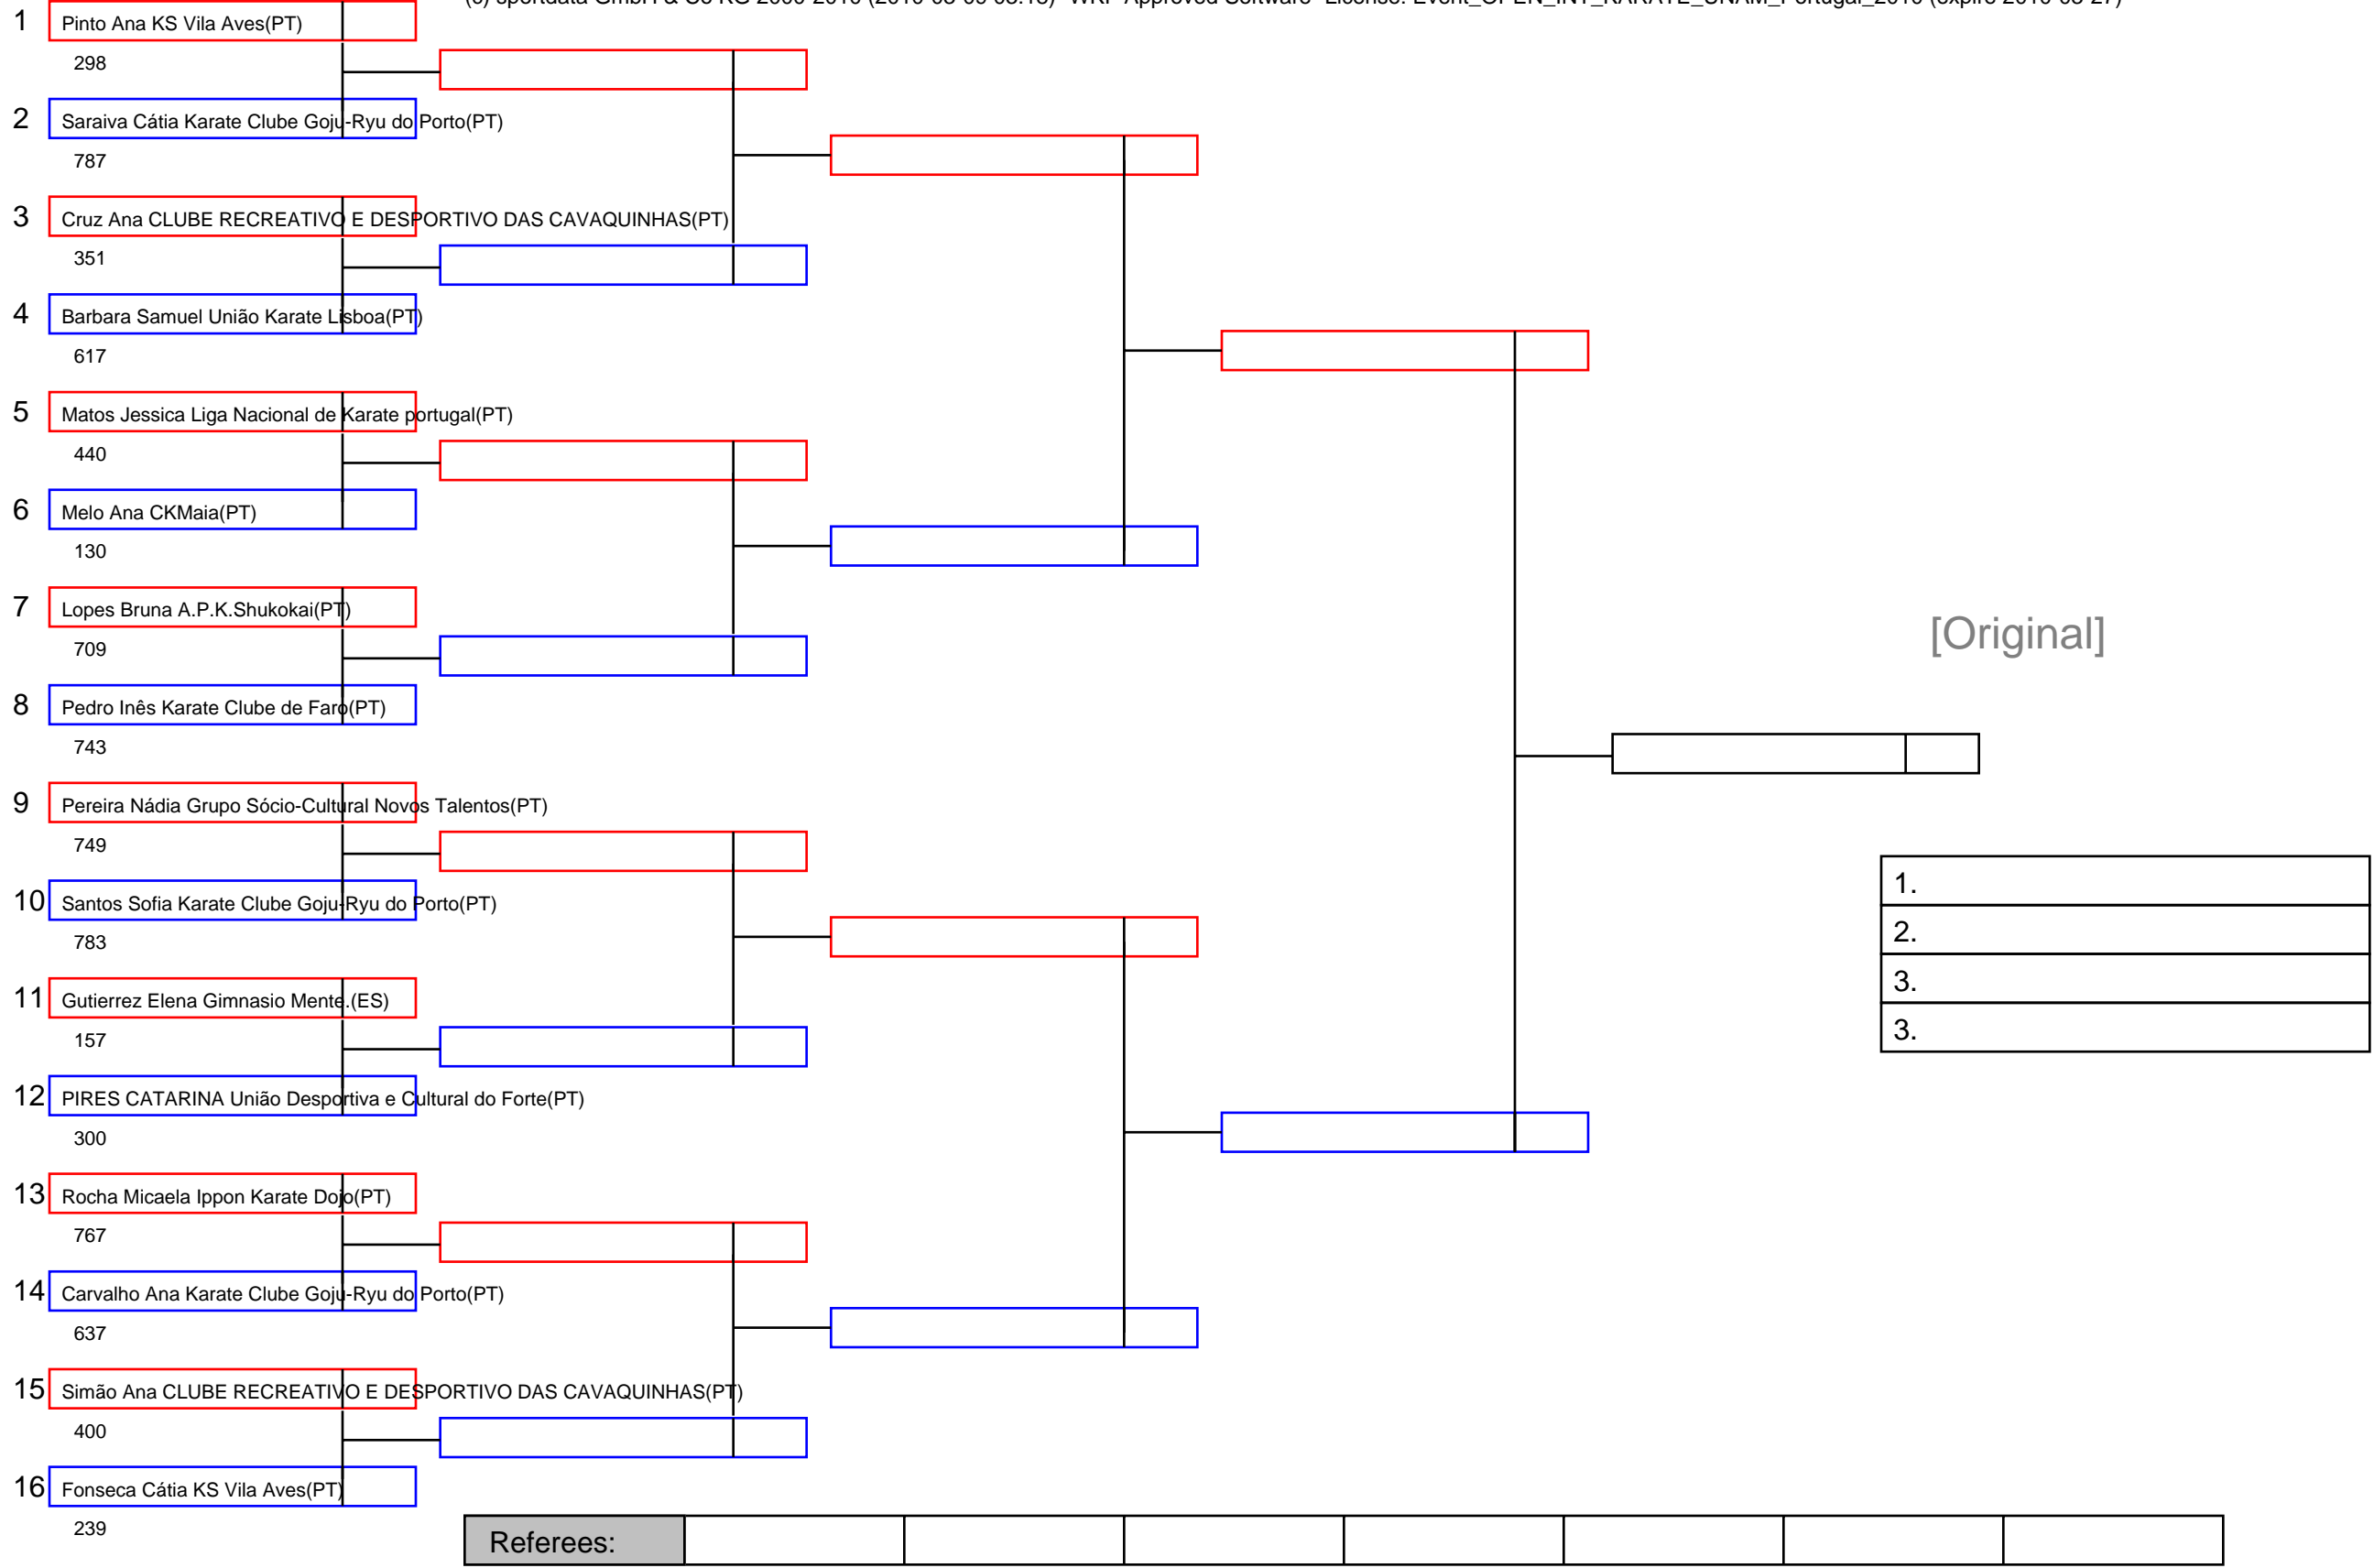 1 Pinto Ana KS Vila Aves(PT)
298
2 Saraiva Cátia Karate Clube Goju-Ryu do Porto(PT)
787
3 Cruz Ana CLUBE RECREATIVO E DESPORTIVO DAS CAVAQUINHAS(PT)
351
4 Barbara Samuel União Karate Lisboa(PT)
617
5 Matos Jessica Liga Nacional de Karate portugal(PT)
440
6 Melo Ana CKMaia(PT)
130
7 Lopes Bruna A.P.K.Shukokai(PT)
709
[Original]
8 Pedro Inês Karate Clube de Faro(PT)
743
9 Pereira Nádia Grupo Sócio-Cultural Novos Talentos(PT)
749
10 Santos Sofia Karate Clube Goju-Ryu do Porto(PT)
783
11 Gutierrez Elena Gimnasio Mente.(ES)
157
12 PIRES CATARINA União Desportiva e Cultural do Forte(PT)
300
13 Rocha Micaela Ippon Karate Dojo(PT)
767
14 Carvalho Ana Karate Clube Goju-Ryu do Porto(PT)
637
15 Simão Ana CLUBE RECREATIVO E DESPORTIVO DAS CAVAQUINHAS(PT)
400
16 Fonseca Cátia KS Vila Aves(PT)
239
1.
2.
3.
3.
Referees: